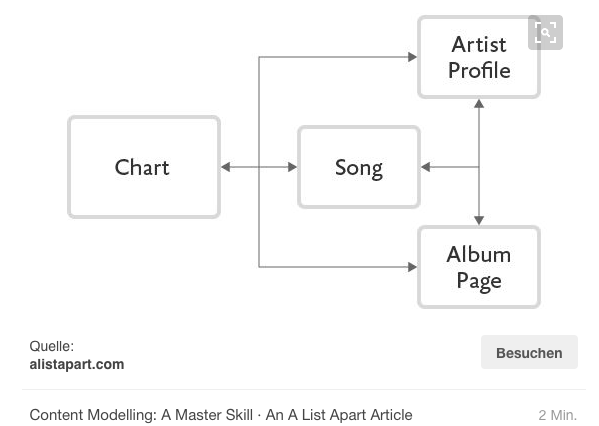 Artist
Profile
Chart
Song
Album
Page
Quelle:
alistapart.com
Besuchen
Content Modelling: A Master Skill · An A List Apart Article
2 Min.